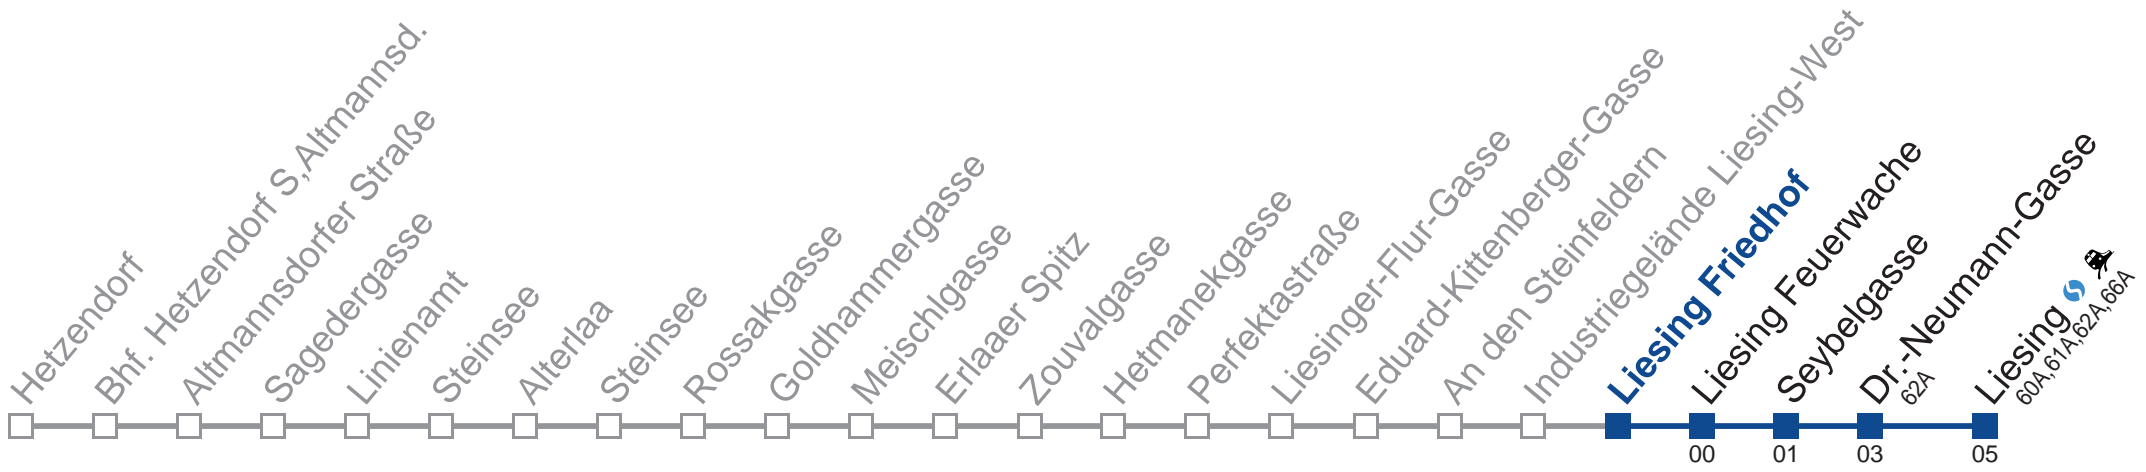 Hetzendorf
Bhf. Hetzendorf S,Altmannsd.
Altmannsdorfer Straße
Sagedergasse
Linienamt
Steinsee
Alterlaa
Steinsee
Rossakgasse
Goldhammergasse
Meischlgasse
Erlaaer Spitz
Zouvalgasse
Hetmanekgasse
Perfektastraße
Liesinger-Flur-Gasse
Eduard-Kittenberger-Gasse
An den Steinfeldern
Industriegelände Liesing-West
Liesing Friedhof
Liesing Feuerwache
Seybelgasse
Dr.-Neumann-Gasse
62A
Liesing
60A,61A,62A,66A
00
01
03
05